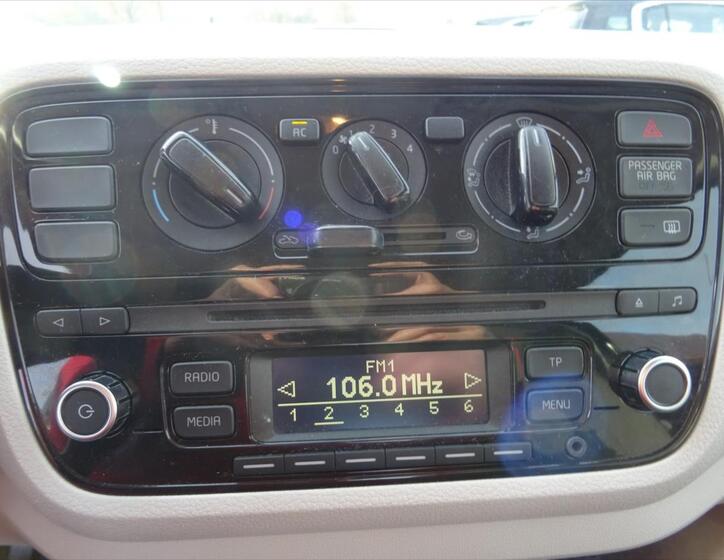 AC
0 1 2 3 4
PASSENGER
AIR BAG
OFF
RADIO
MEDIA
FM1
106.0 MHz
1 2 3 4 5 6
TP
MENU